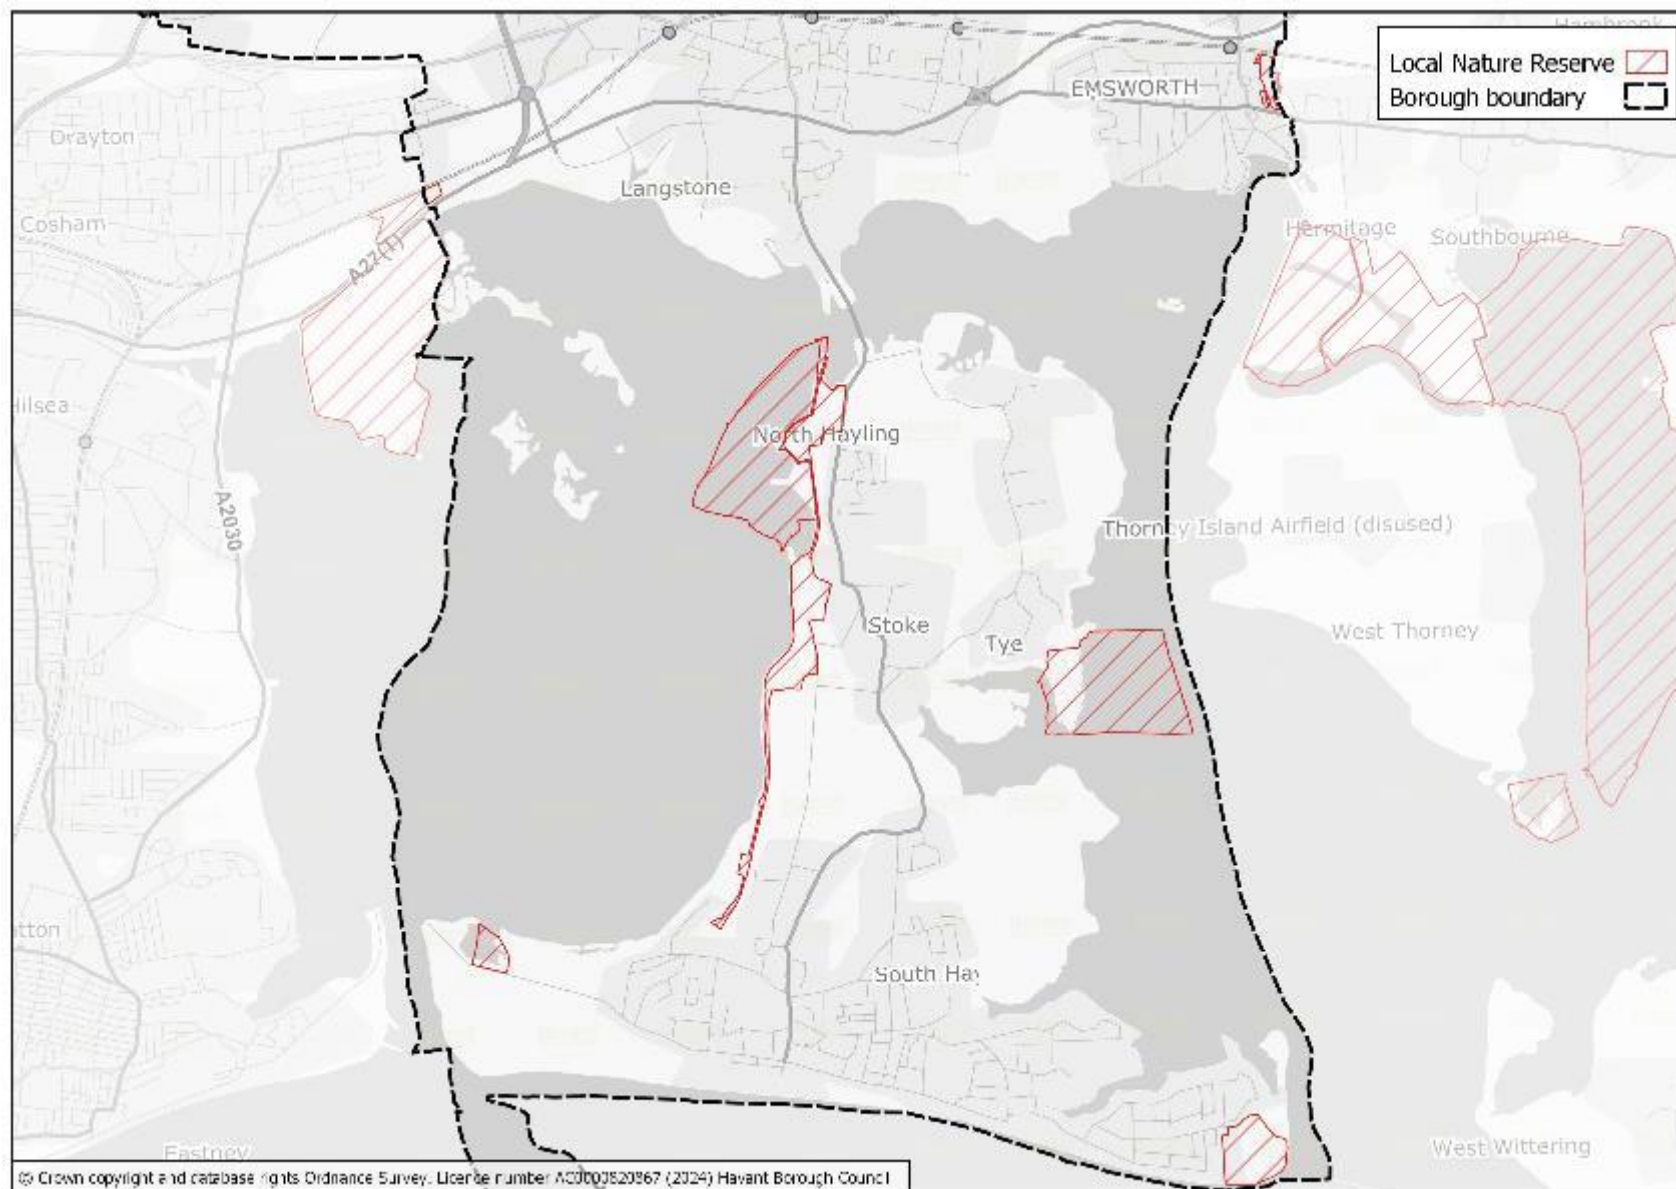 Hambrook
Local Nature Reserve
Borough boundary
EMSWORTH
Drayton
Langstone
Cosham
Hermitage
Southbourne
A27(T)
Hilsea
North Hayling
A2030
Thorney Island Airfield (disused)
Stoke
Tye
West Thorney
South Hay
Eastney
West Wittering
© Crown copyright and database rights Ordnance Survey. Licence number AC0000820867 (2024) Havant Borough Council